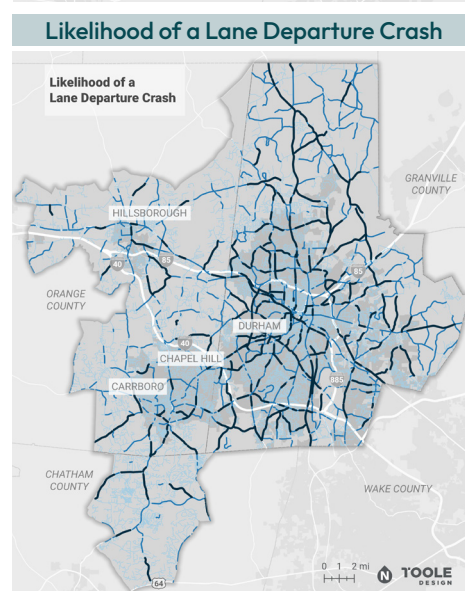 Likelihood of a Lane Departure Crash
Likelihood of a
Lane Departure Crash
GRANVILLE
COUNTY
HILLSBOROUGH
40
85
85
ORANGE
COUNTY
DURHAM
40
CHAPEL HILL
885
CARRBORO
CHATHAM
COUNTY
WAKE COUNTY
0 1 2 mi
N
TOOLE
DESIGN
64